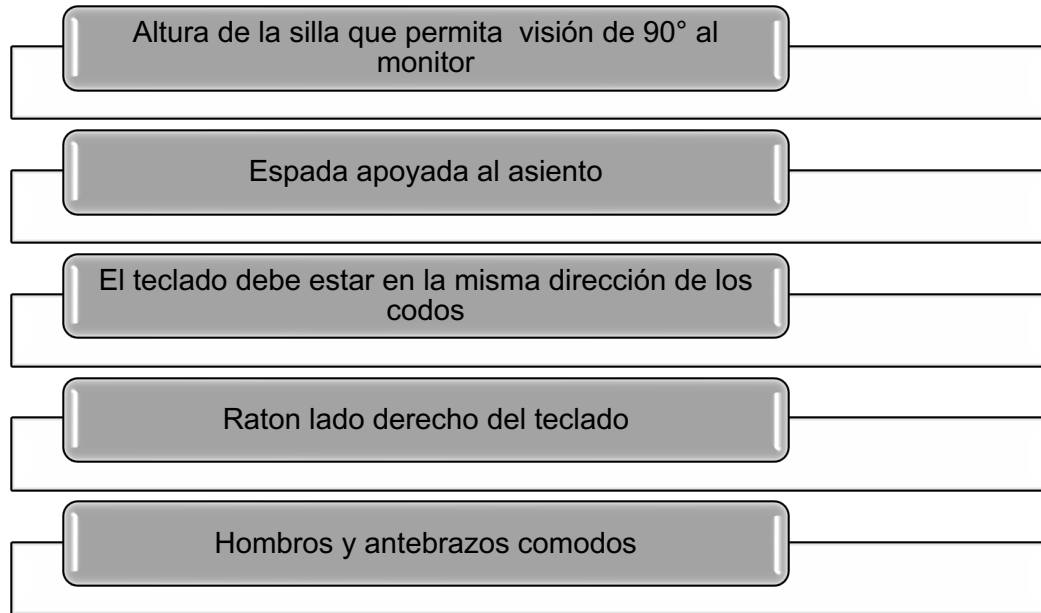 Altura de la silla que permita  visión de 90° al
monitor
Espada apoyada al asiento
El teclado debe estar en la misma dirección de los
codos
Raton lado derecho del teclado
Hombros y antebrazos comodos